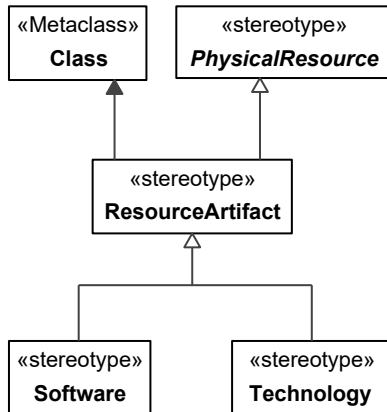 «Metaclass»
Class
«stereotype»
PhysicalResource
«stereotype»
ResourceArtifact
«stereotype»
Software
«stereotype»
Technology